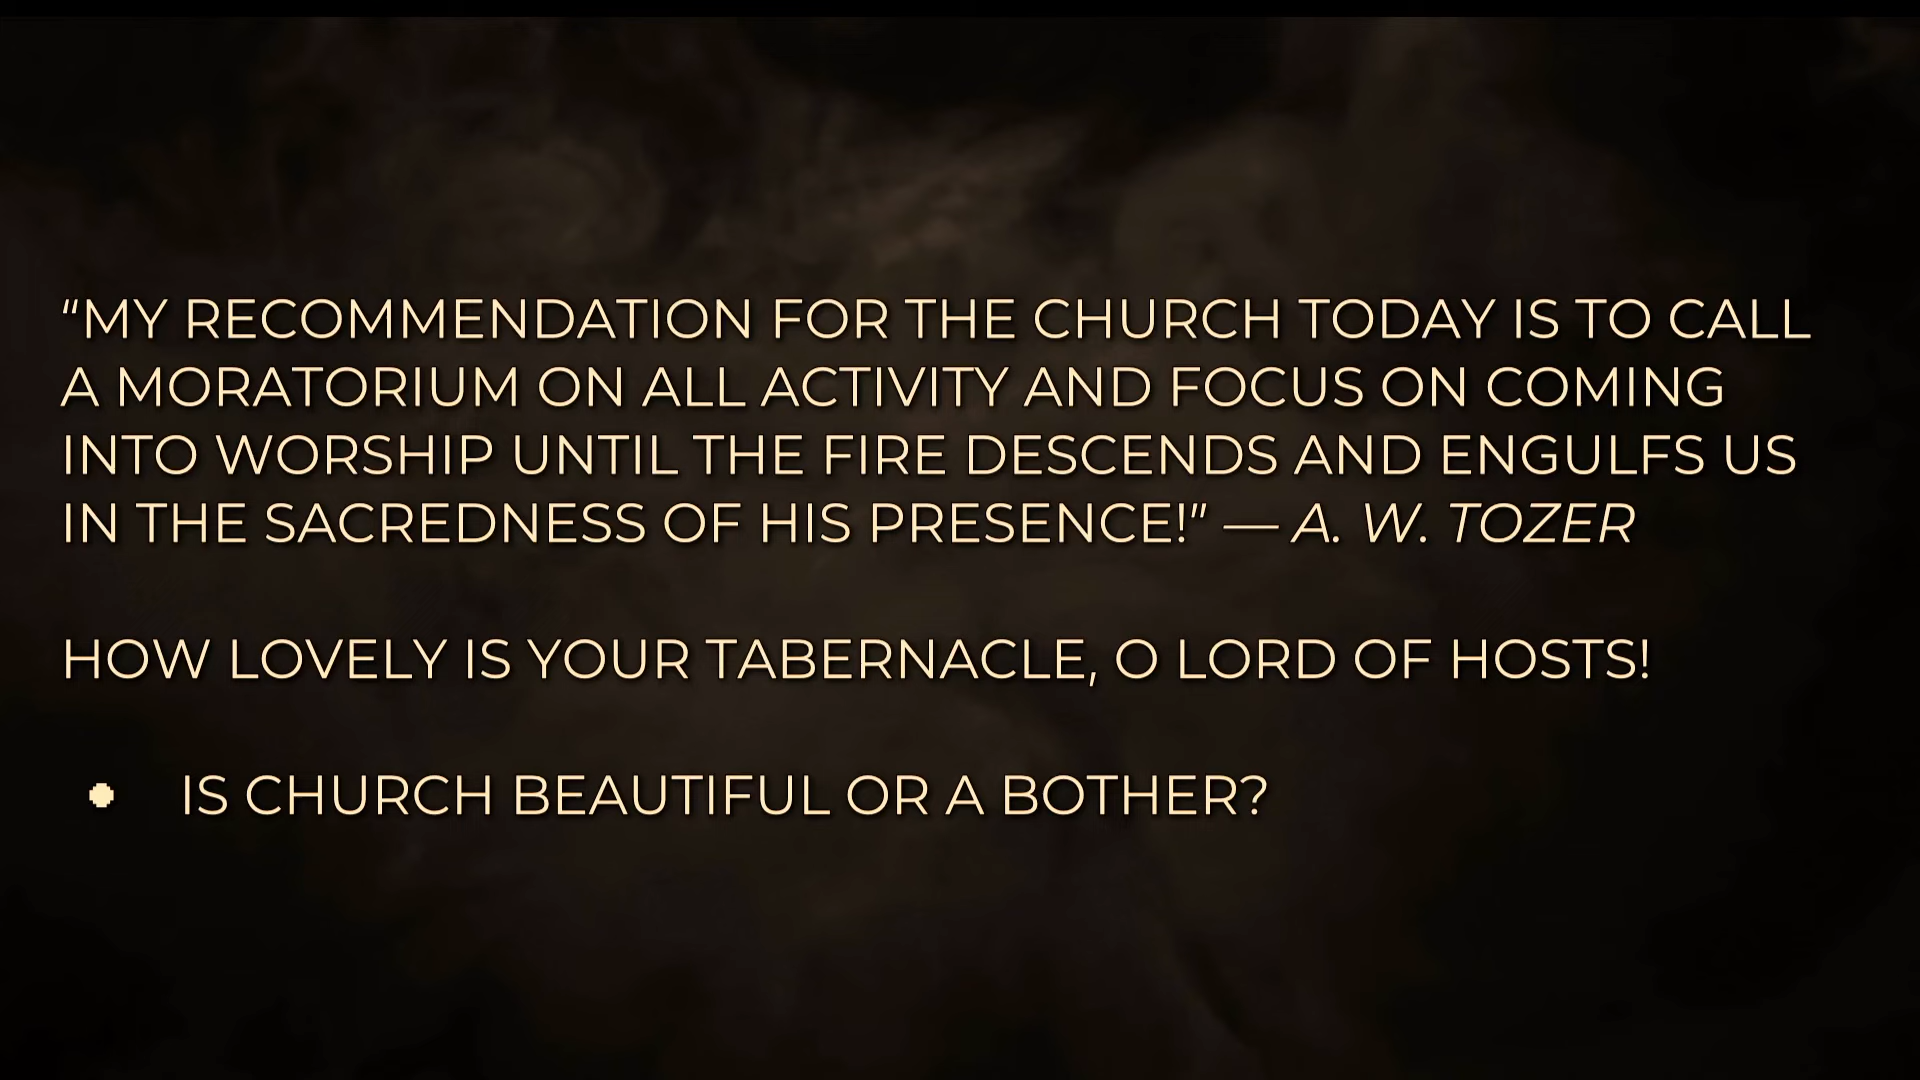 “MY RECOMMENDATION FOR THE CHURCH TODAY IS TO CALL
A MORATORIUM ON ALL ACTIVITY AND FOCUS ON COMING
INTO WORSHIP UNTIL THE FIRE DESCENDS AND ENGULFS US
IN THE SACREDNESS OF HIS PRESENCE!” — A. W. TOZER
HOW LOVELY IS YOUR TABERNACLE, O LORD OF HOSTS!
• IS CHURCH BEAUTIFUL OR A BOTHER?